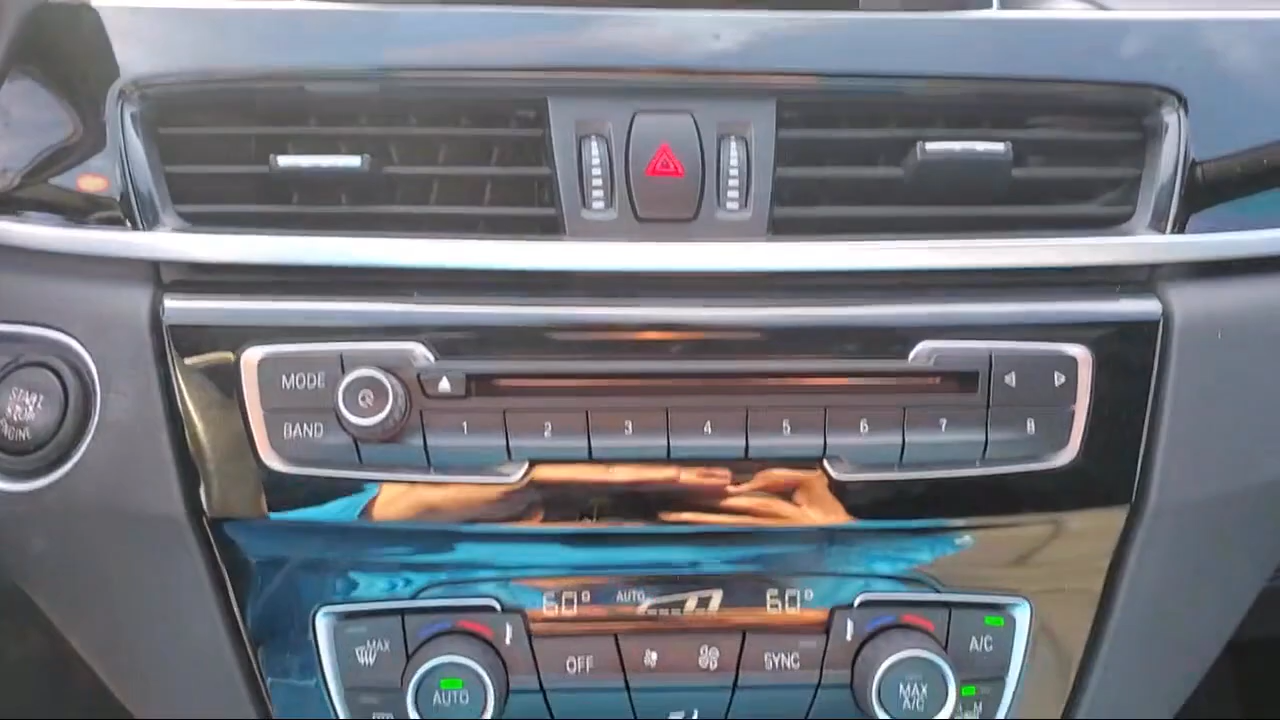 START
STOP
ENGINE
MODE
BAND
1 2 3 4 5 6 7 8
60° AUTO 60°
MAX
OFF
SYNC
A/C
AUTO
MAX
A/C